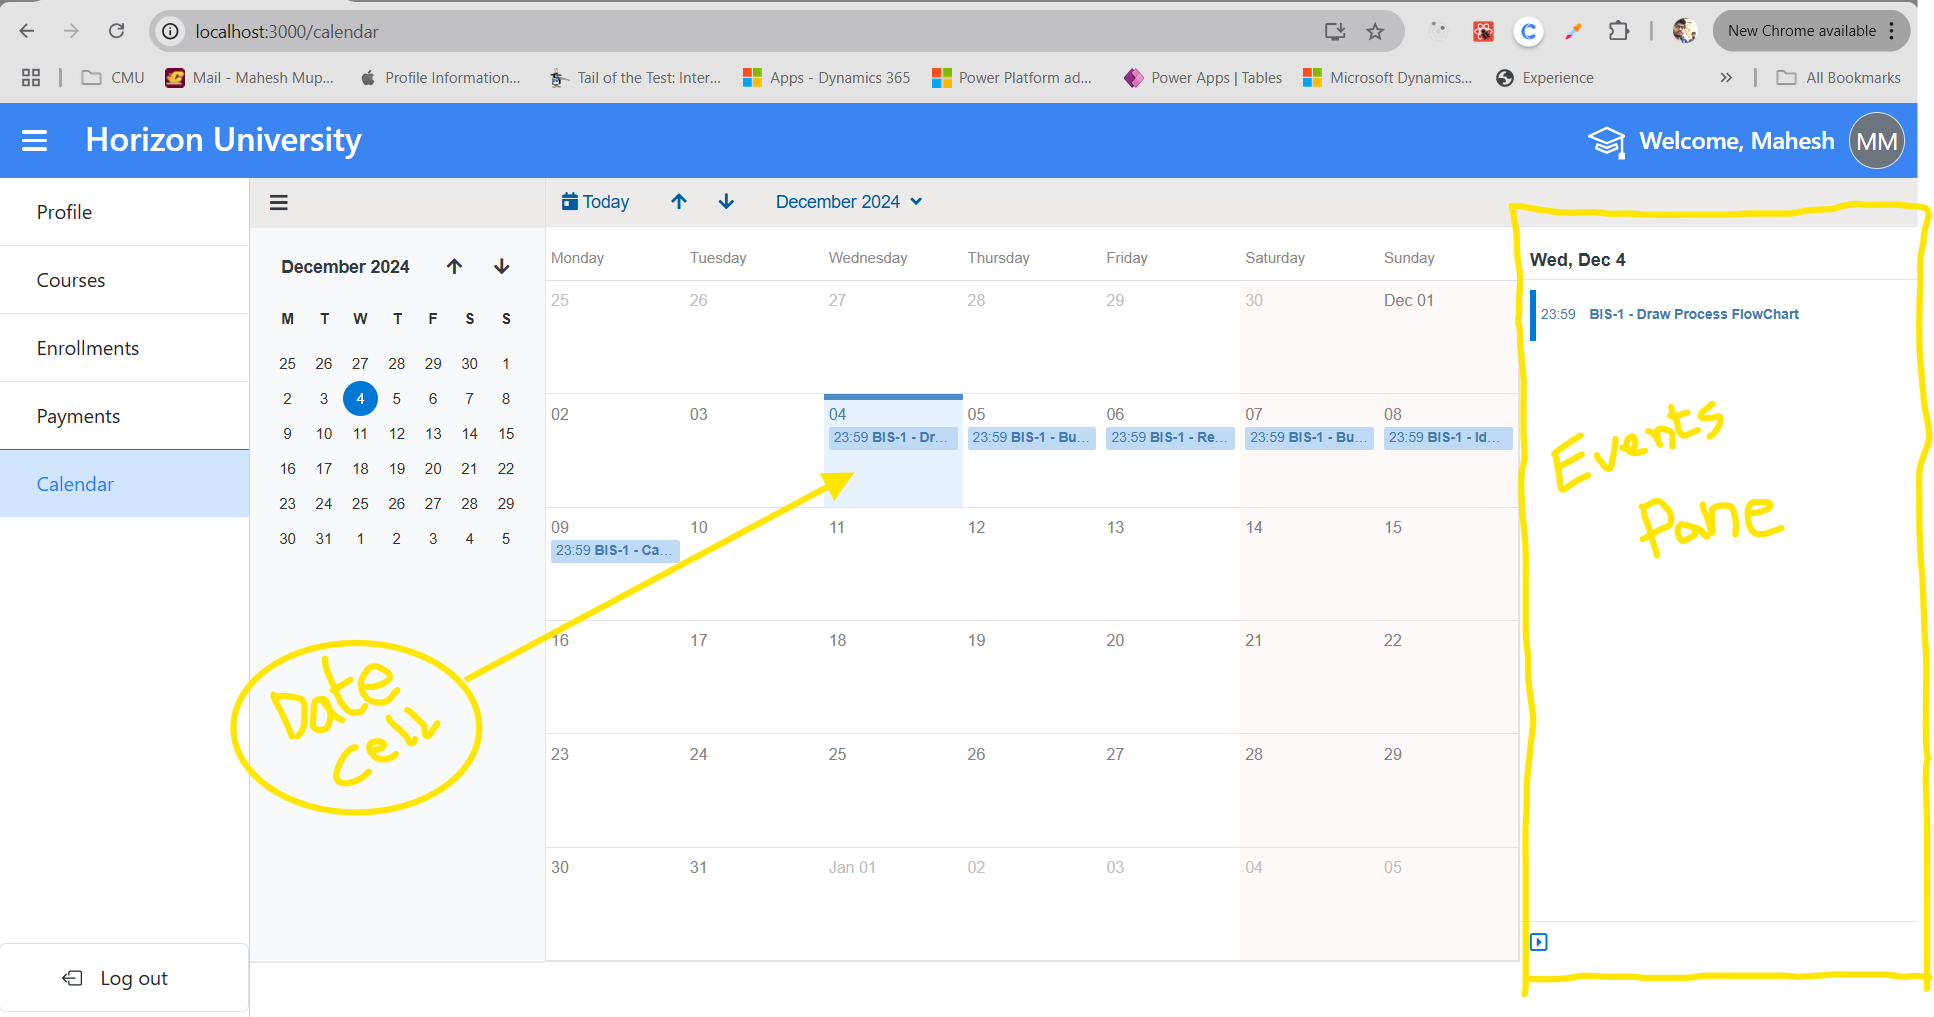 localhost:3000/calendar
New Chrome available
CMU
Mail - Mahesh Mup...
Profile Information...
Tail of the Test: Inter...
Apps - Dynamics 365
Power Platform ad...
Power Apps | Tables
Microsoft Dynamics...
Experience
All Bookmarks
Horizon University
Welcome, Mahesh
MM
Profile
Courses
Enrollments
Payments
Calendar
Log out
December 2024
M T W T F S S
25 26 27 28 29 30 1
2 3 4 5 6 7 8
9 10 11 12 13 14 15
16 17 18 19 20 21 22
23 24 25 26 27 28 29
30 31 1 2 3 4 5
Date
Cell
Today
December 2024
Monday Tuesday Wednesday Thursday Friday Saturday Sunday
25 26 27 28 29 30 Dec 01
02 03 04 05 06 07 08
23:59 BIS-1 - Dr... 23:59 BIS-1 - Bu... 23:59 BIS-1 - Re... 23:59 BIS-1 - Bu... 23:59 BIS-1 - Id...
09 10 11 12 13 14 15
23:59 BIS-1 - Ca...
16 17 18 19 20 21 22
23 24 25 26 27 28 29
30 31 Jan 01 02 03 04 05
Wed, Dec 4
23:59 BIS-1 - Draw Process FlowChart
Events
Pane